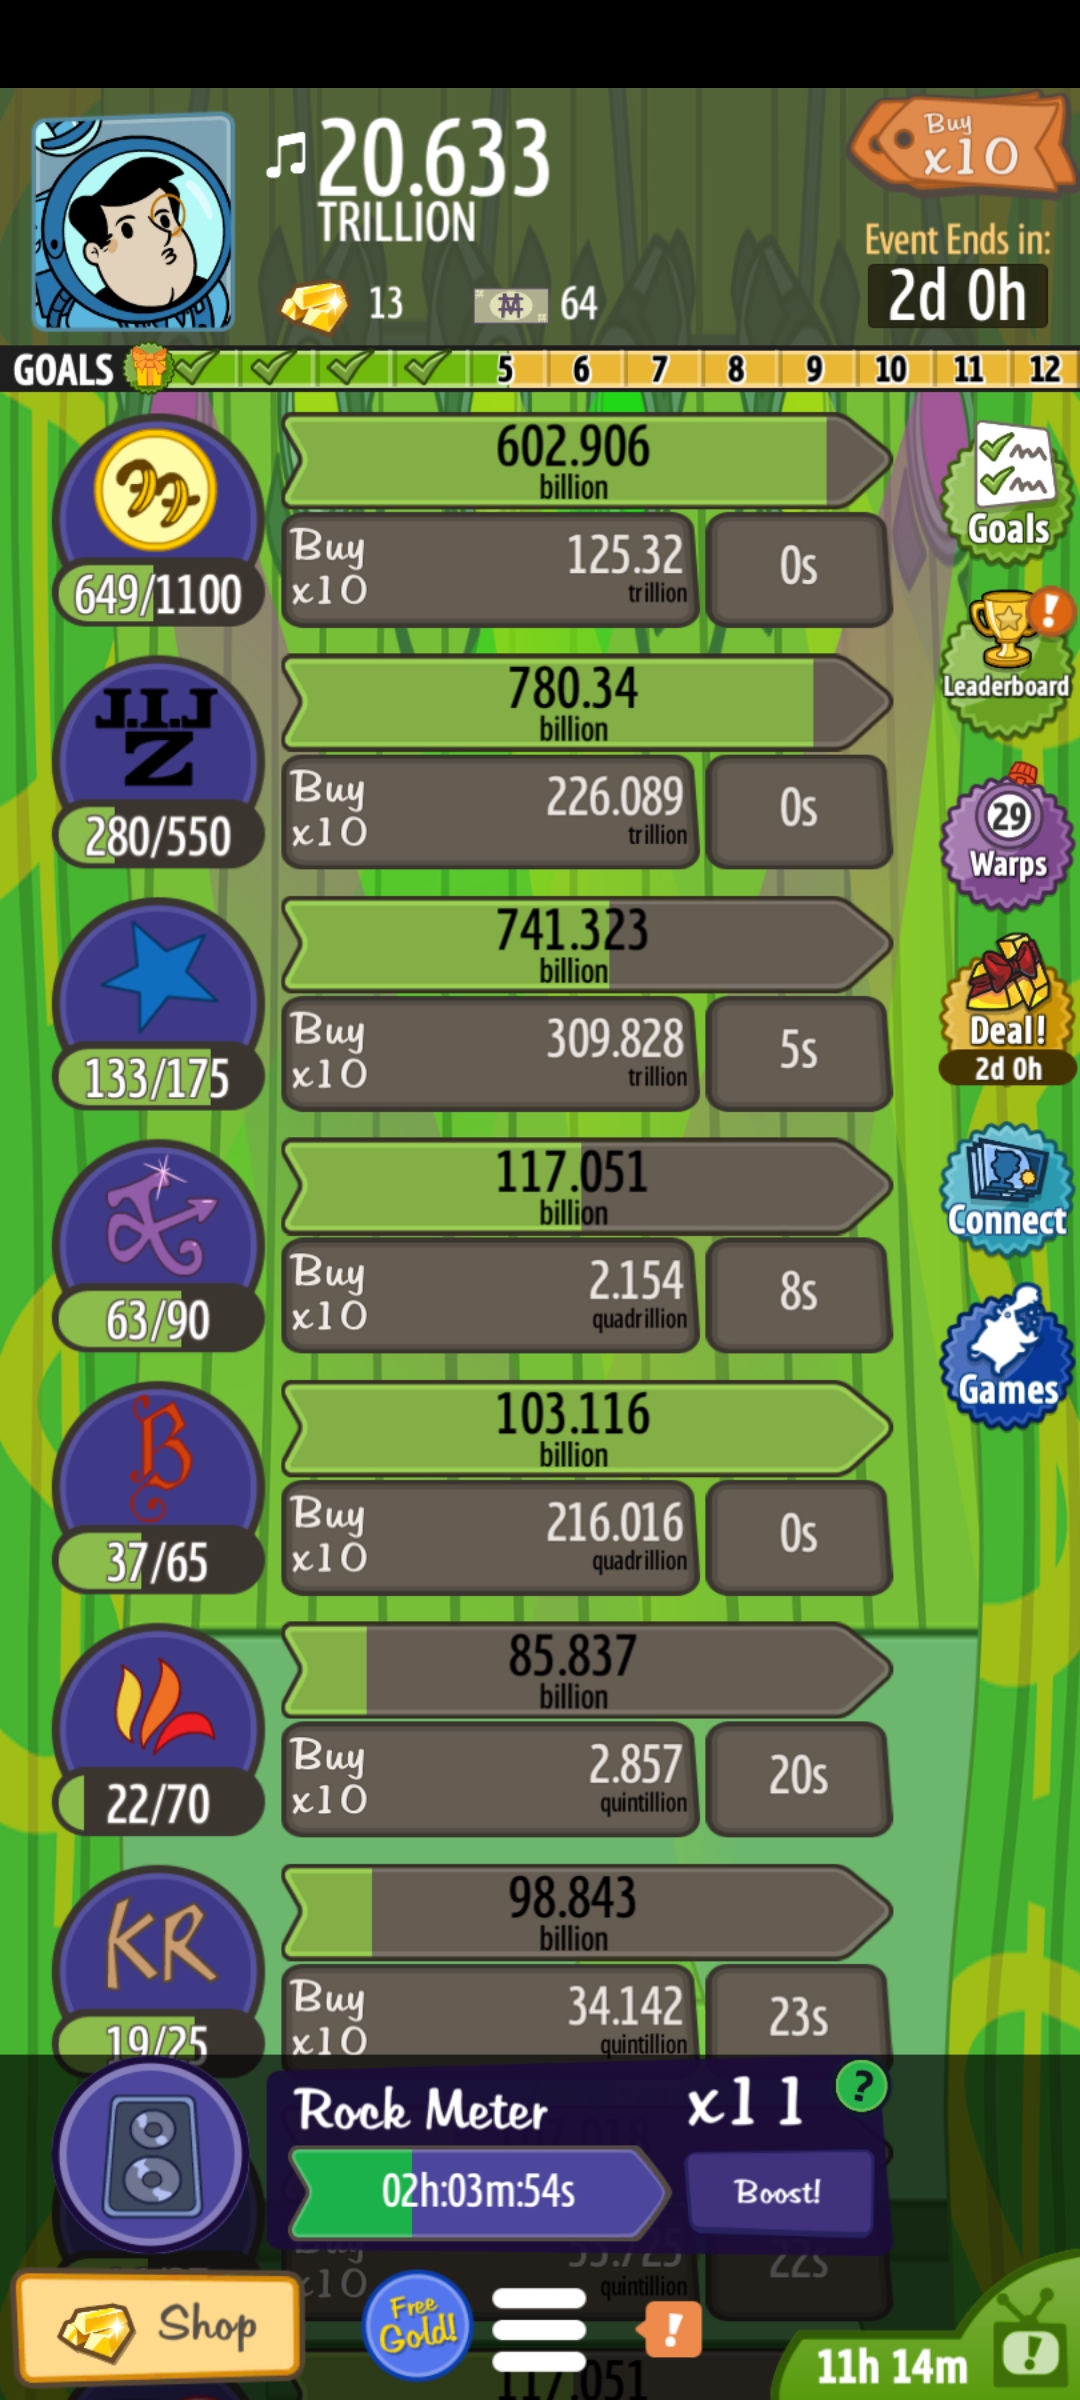 20.633
TRILLION
Buy
x10
Event Ends in:
2d 0h
13
64
GOALS 5 6 7 8 9 10 11 12
602.906
billion
Buy
x10
125.32
trillion
0s
649/1100
J.I.J
Z
780.34
billion
Buy
x10
226.089
trillion
0s
280/550
741.323
billion
Buy
x10
309.828
trillion
5s
133/175
117.051
billion
Buy
x10
2.154
quadrillion
8s
63/90
B
103.116
billion
Buy
x10
216.016
quadrillion
0s
37/65
85.837
billion
Buy
x10
2.857
quintillion
20s
22/70
KR
98.843
billion
Buy
x10
34.142
quintillion
23s
19/25
Goals
!
Leaderboard
29
Warps
Deal!
2d 0h
Connect
Games
Rock Meter
x11
?
02h:03m:54s
Boost!
Buy
x10
53.725
quintillion
22s
Shop
Free
Gold!
!
117.051
11h 14m
!